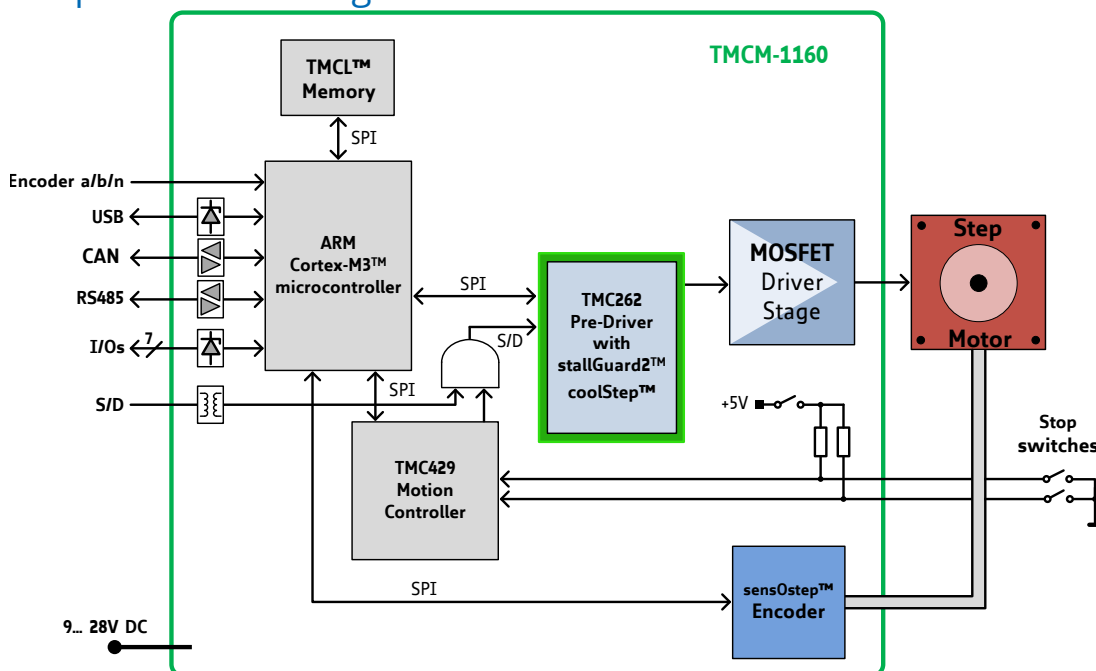 TMCM-1160
TMCL™
Memory
SPI
Encoder a/b/n
USB
CAN
RS485
I/Os
7
S/D
ARM
Cortex-M3™
microcontroller
SPI
S/D
SPI
TMC262
Pre-Driver
with
stallGuard2™
coolStep™
MOSFET
Driver
Stage
Step
Motor
+5V
Stop
switches
TMC429
Motion
Controller
SPI
sensOstep™
Encoder
9... 28V DC